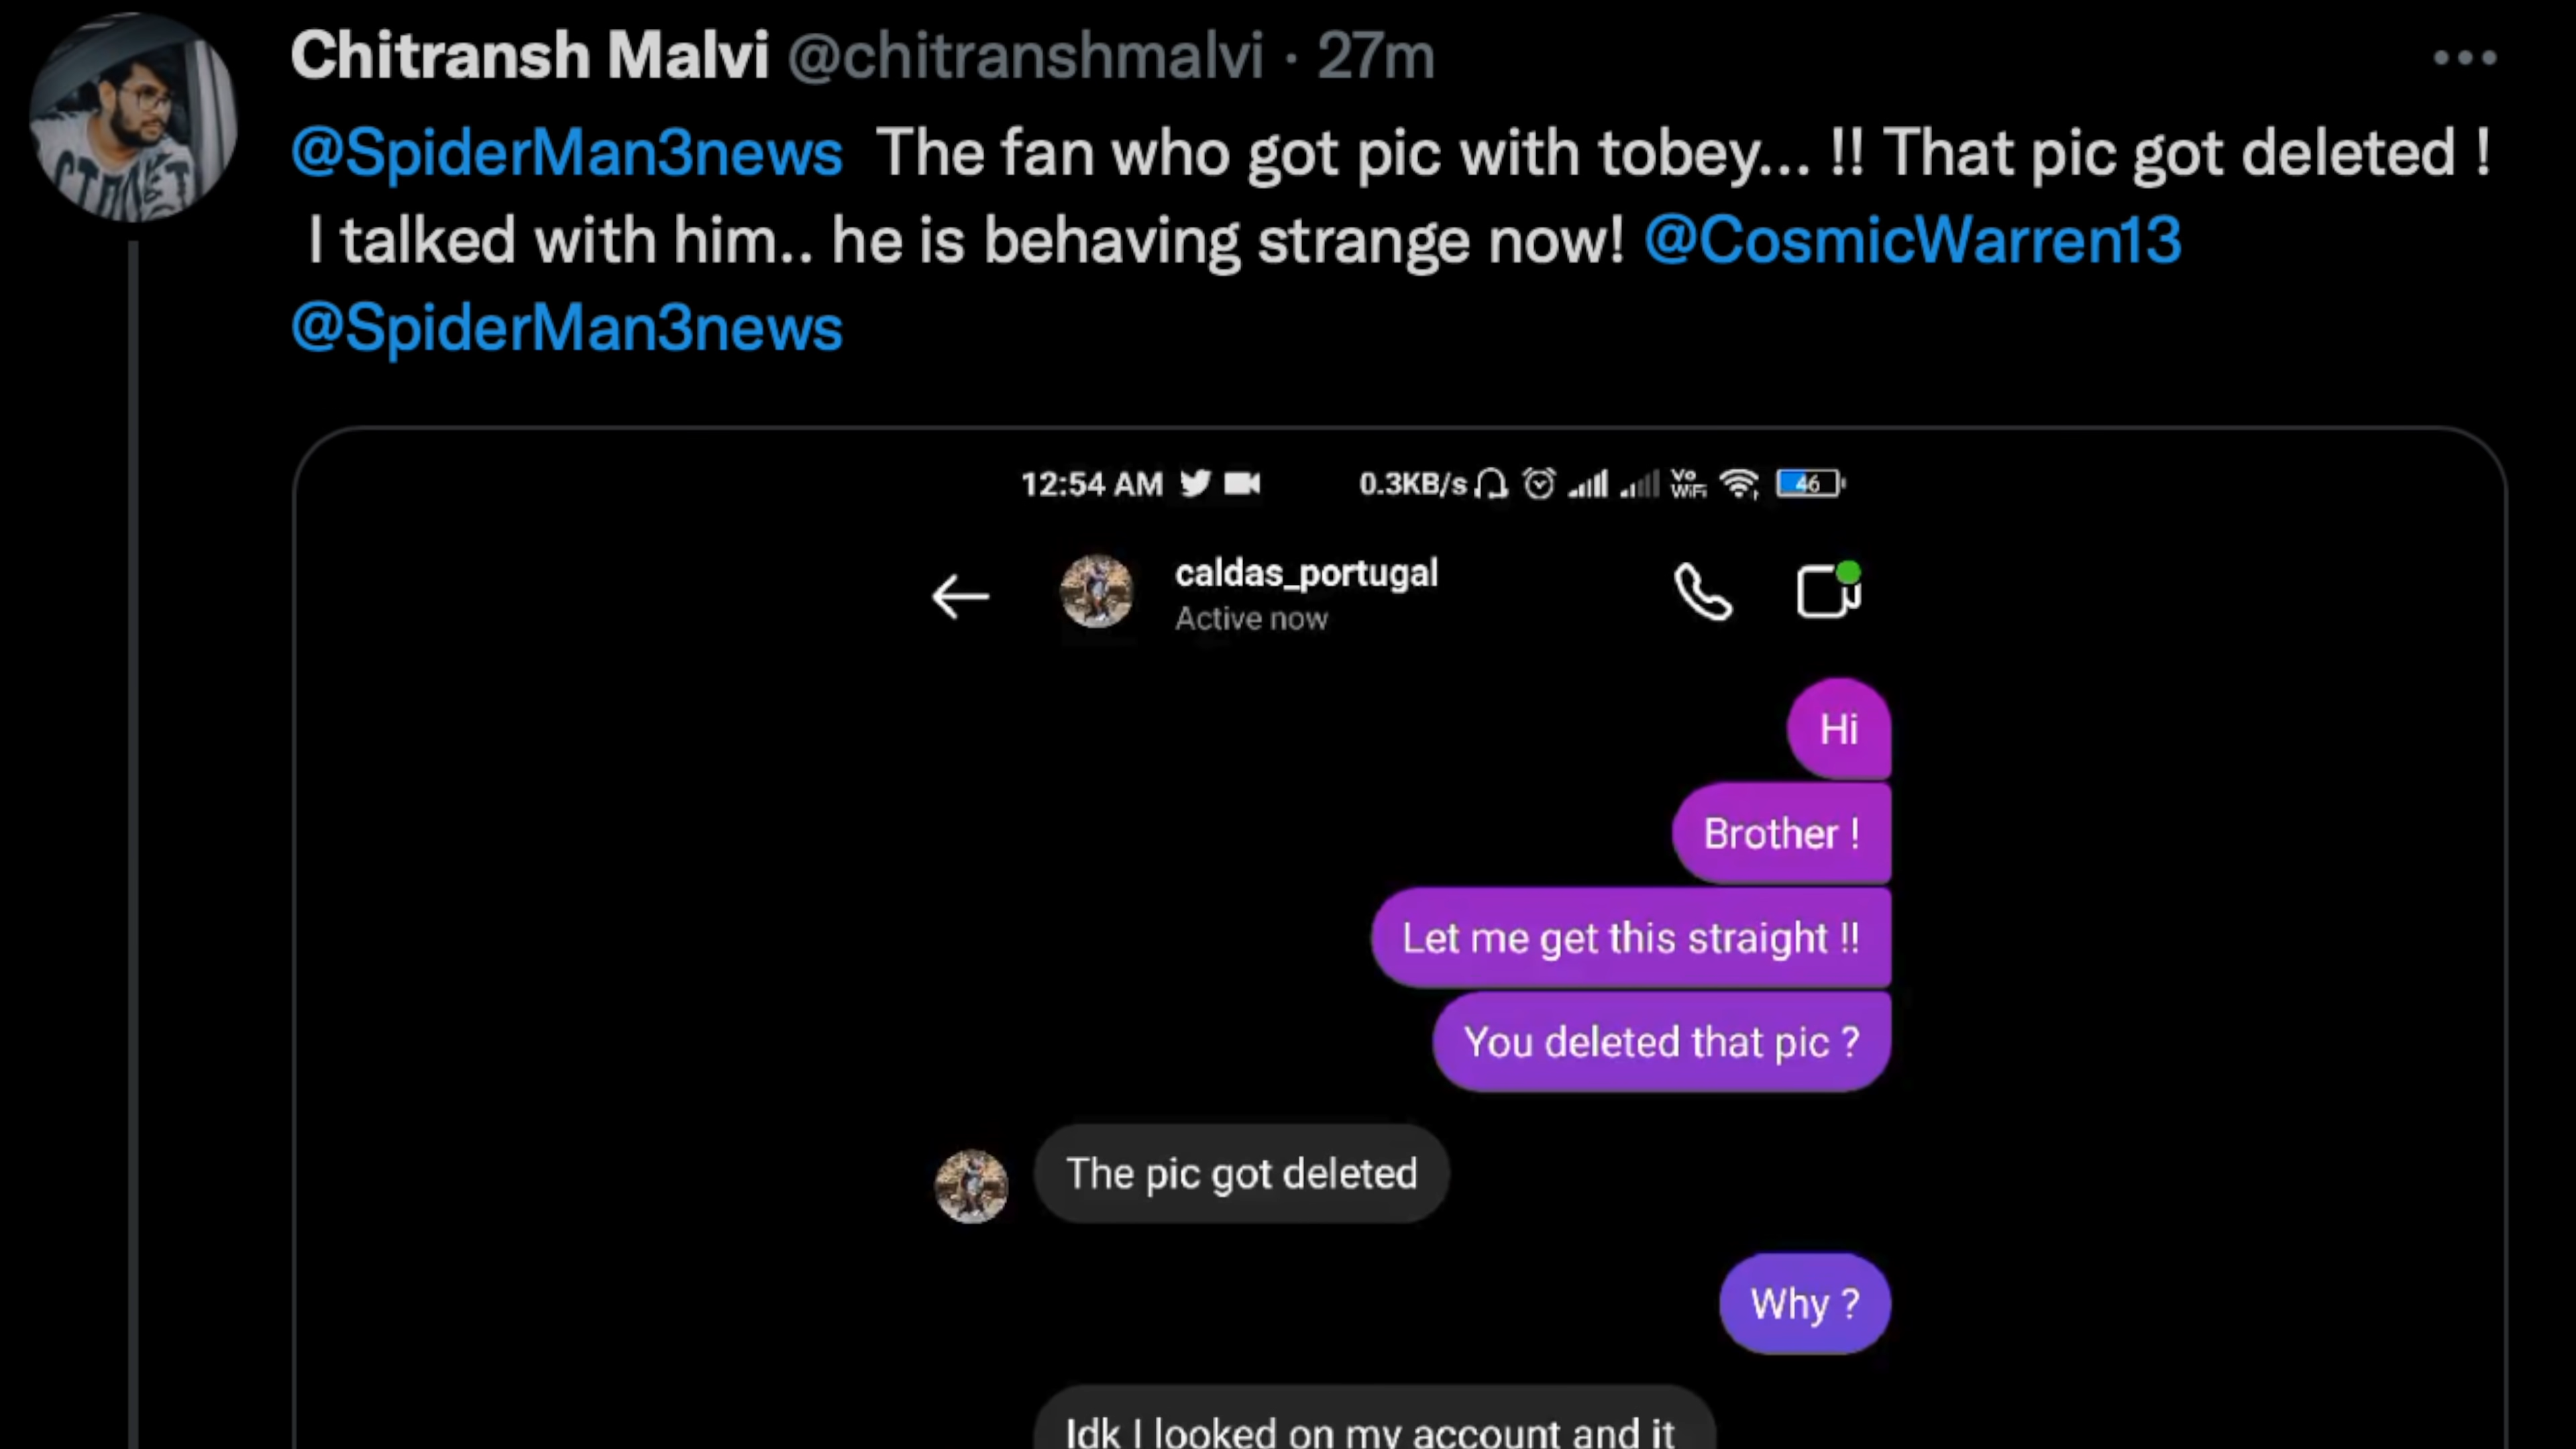 Chitransh Malvi @chitranshmalvi · 27m
@SpiderMan3news The fan who got pic with tobey... !! That pic got deleted !
I talked with him.. he is behaving strange now! @CosmicWarren13
@SpiderMan3news
12:54 AM 0.3KB/s Vo WiFi 46
caldas_portugal
Active now
Hi
Brother !
Let me get this straight !!
You deleted that pic ?
The pic got deleted
Why ?
Idk I looked on my account and it